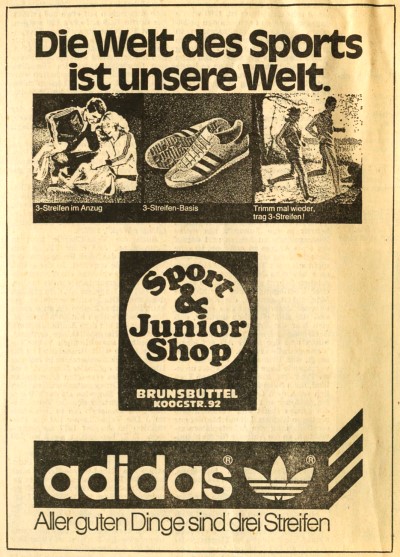 Die Welt des Sports
ist unsere Welt.
3-Streifen im Anzug
3-Streifen-Basis
Trimm mal wieder,
trag 3-Streifen!
Sport
&
Junior
Shop
BRUNSBÜTTEL
KOOGSTR. 92
adidas®
®
Aller guten Dinge sind drei Streifen